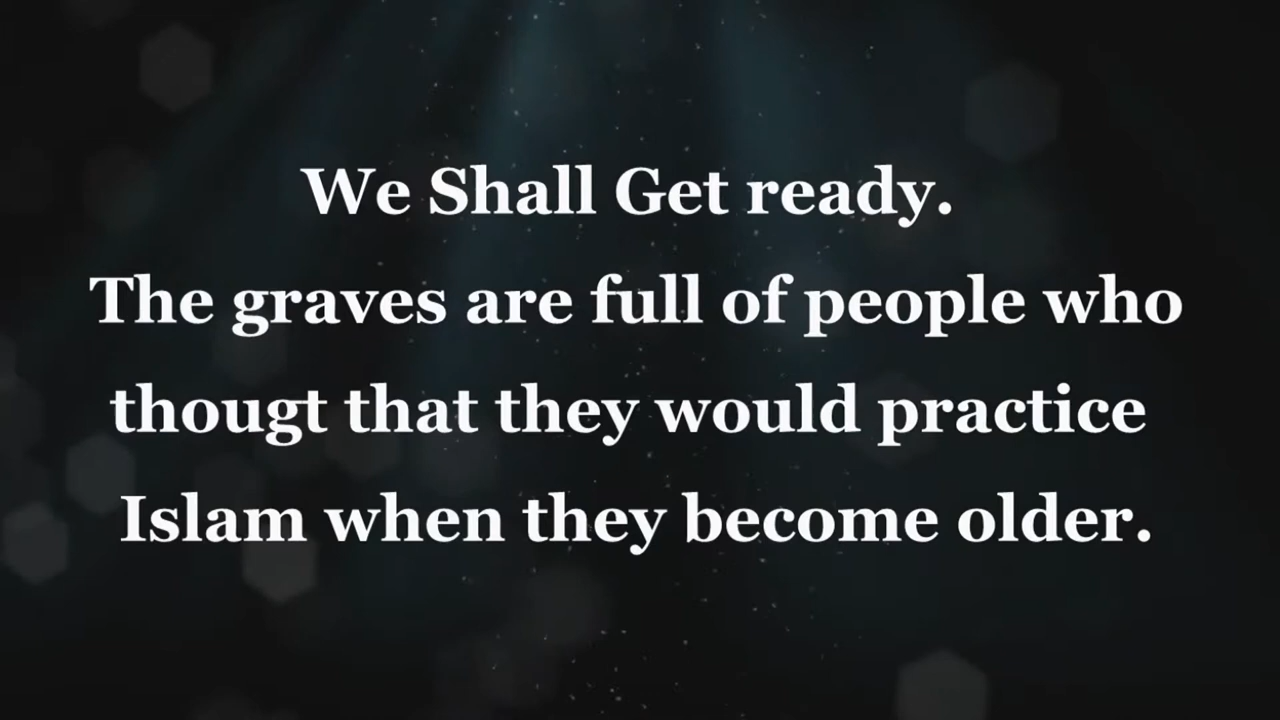 We Shall Get ready.
The graves are full of people who
thougt that they would practice
Islam when they become older.